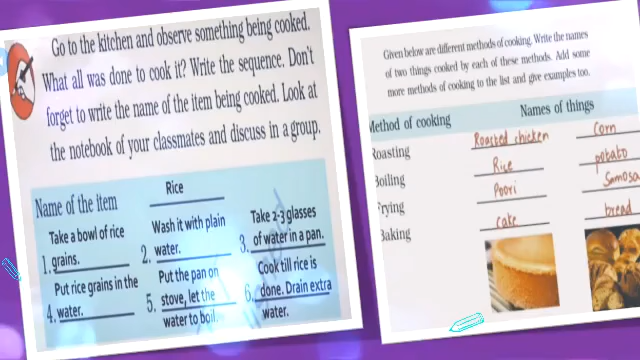 Go to the kitchen and observe something being cooked.
What all was done to cook it? Write the sequence. Don't
forget to write the name of the item being cooked. Look at
the notebook of your classmates and discuss in a group.
Name of the item Rice
1. Take a bowl of rice grains.
2. Wash it with plain water.
3. Take 2-3 glasses of water in a pan.
4. Put rice grains in the water.
5. Put the pan on stove, let the water to boil.
6. Cook till rice is done. Drain extra water.
Given below are different methods of cooking. Write the names
of two things cooked by each of these methods. Add some
more methods of cooking to the list and give examples too.
Method of cooking Names of things
Roasting Roasted chicken Corn
Boiling Rice potato
Frying Poori Samosa
Baking cake bread